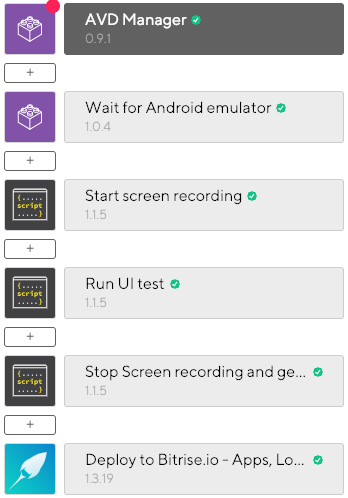 AVD Manager
0.9.1
+
Wait for Android emulator
1.0.4
+
{.....
script
.....}
Start screen recording
1.1.5
+
{.....
script
.....}
Run UI test
1.1.5
+
{.....
script
.....}
Stop Screen recording and ge...
1.1.5
+
Deploy to Bitrise.io - Apps, Lo...
1.3.19